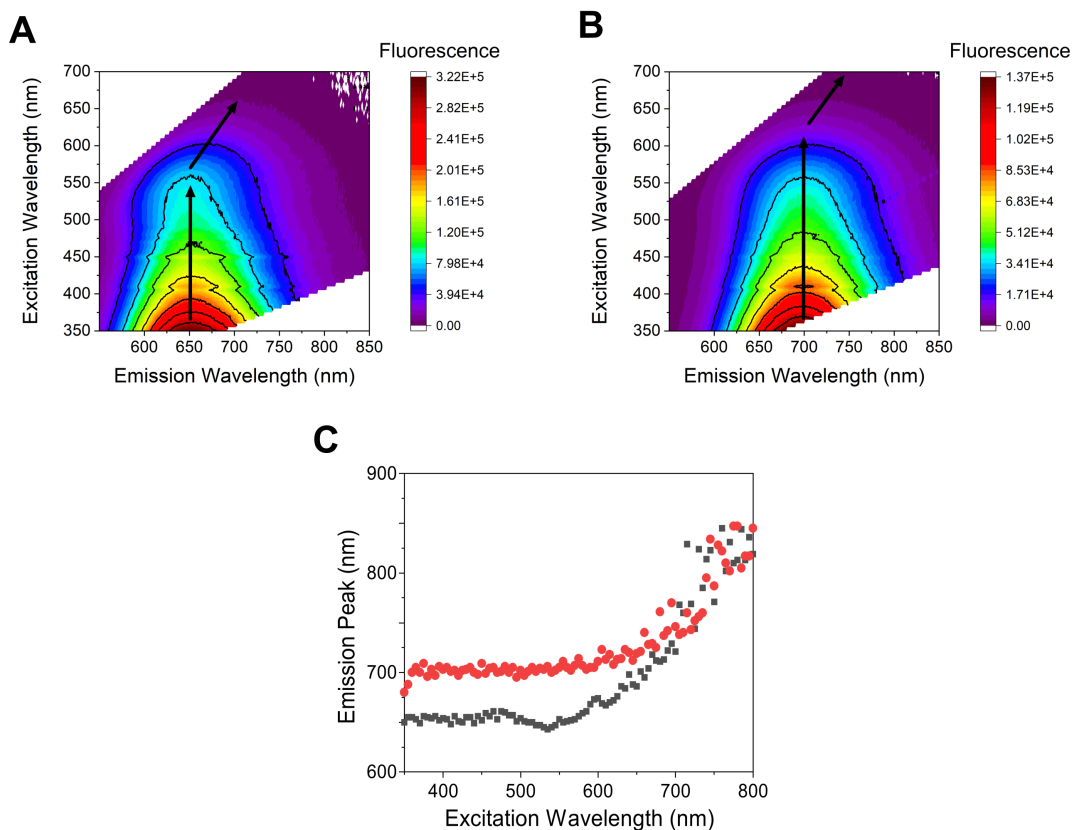 A
B
Fluorescence
Fluorescence
700
650
600
550
500
450
400
350
Excitation Wavelength (nm)
600 650 700 750 800 850
Emission Wavelength (nm)
3.22E+5
2.82E+5
2.41E+5
2.01E+5
1.61E+5
1.20E+5
7.98E+4
3.94E+4
0.00
700
650
600
550
500
450
400
350
Excitation Wavelength (nm)
600 650 700 750 800 850
Emission Wavelength (nm)
1.37E+5
1.19E+5
1.02E+5
8.53E+4
6.83E+4
5.12E+4
3.41E+4
1.71E+4
0.00
C
900
800
700
600
Emission Peak (nm)
400 500 600 700 800
Excitation Wavelength (nm)